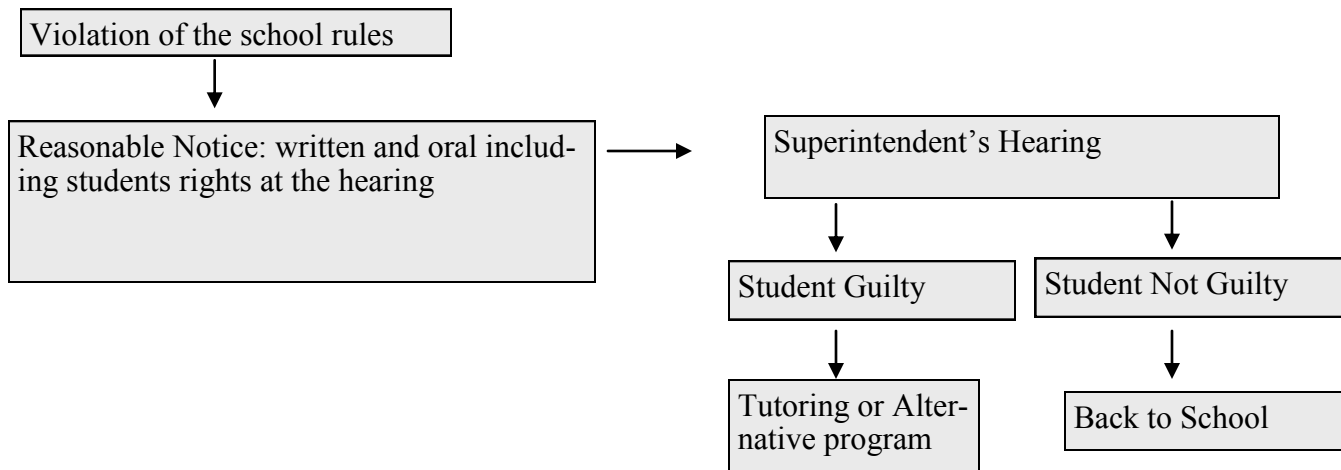 Violation of the school rules
Reasonable Notice: written and oral includ-
ing students rights at the hearing
Superintendent’s Hearing
Student Guilty
Student Not Guilty
Tutoring or Alter-
native program
Back to School